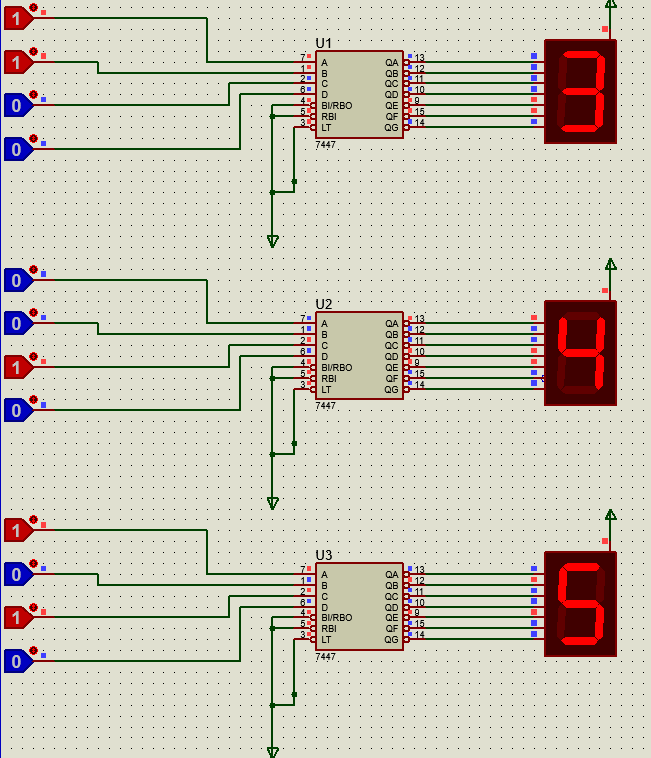 1
1
0
0
U1
7 A QA 13
1 B QB 12
2 C QC 11
6 D QD 10
4 BI/RBO QE 9
5 RBI QF 15
3 LT QG 14
7447
3
0
0
1
0
U2
7 A QA 13
1 B QB 12
2 C QC 11
6 D QD 10
4 BI/RBO QE 9
5 RBI QF 15
3 LT QG 14
7447
4
1
0
1
0
U3
7 A QA 13
1 B QB 12
2 C QC 11
6 D QD 10
4 BI/RBO QE 9
5 RBI QF 15
3 LT QG 14
7447
5